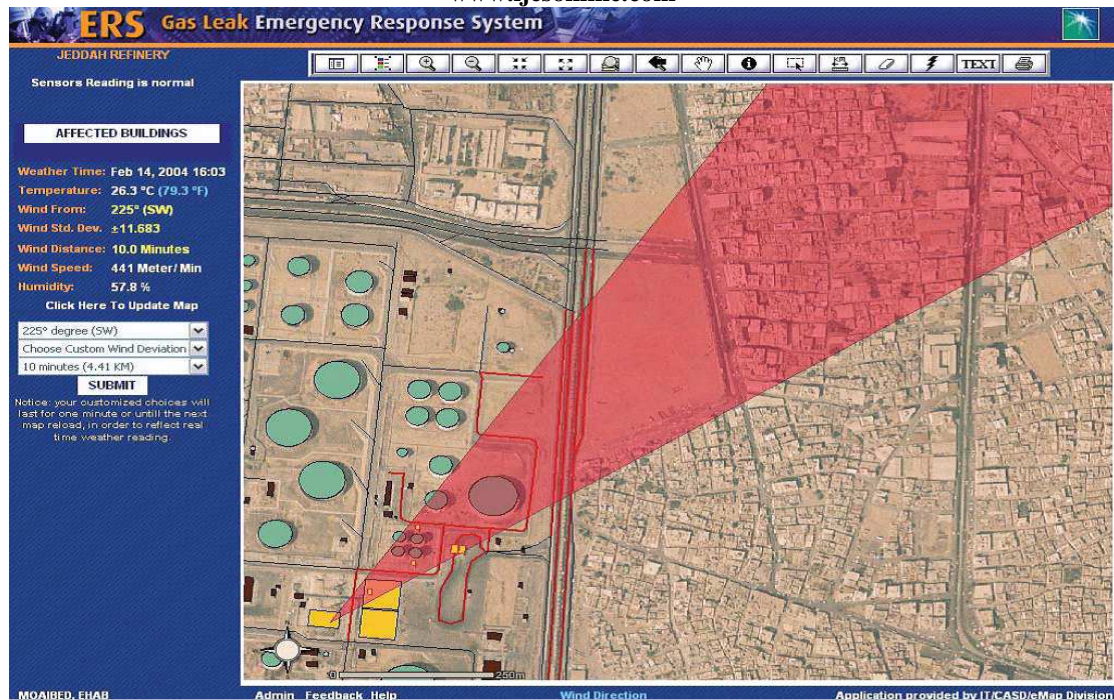 ERS Gas Leak Emergency Response System
JEDDAH REFINERY
Sensors Reading is normal
AFFECTED BUILDINGS
Weather Time: Feb 14, 2004 16:03
Temperature: 26.3 °C (79.3 °F)
Wind From: 225° (SW)
Wind Std. Dev. ±11.683
Wind Distance: 10.0 Minutes
Wind Speed: 441 Meter/Min
Humidity: 57.8 %
Click Here To Update Map
225° degree (SW)
Choose Custom Wind Deviation
10 minutes (4.41 KM)
SUBMIT
Notice: your customized choices will
last for one minute or untill the next
map reload, in order to reflect real
time weather reading.
TEXT
0 250m
MOAIBED, EHAB
Admin Feedback Help
Wind Direction
Application provided by IT/CASD/eMap Division